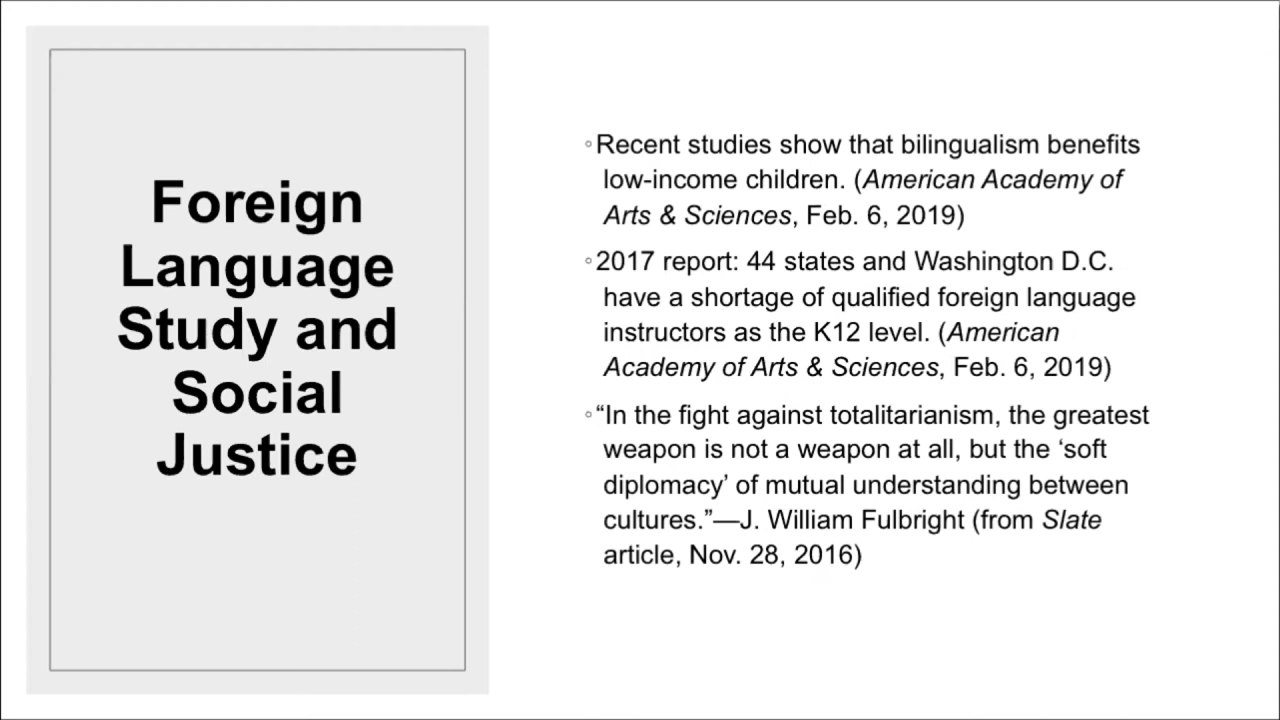 Foreign
Language
Study and
Social
Justice
◦Recent studies show that bilingualism benefits
low-income children. (American Academy of
Arts & Sciences, Feb. 6, 2019)
◦2017 report: 44 states and Washington D.C.
have a shortage of qualified foreign language
instructors as the K12 level. (American
Academy of Arts & Sciences, Feb. 6, 2019)
◦“In the fight against totalitarianism, the greatest
weapon is not a weapon at all, but the ‘soft
diplomacy’ of mutual understanding between
cultures.”—J. William Fulbright (from Slate
article, Nov. 28, 2016)